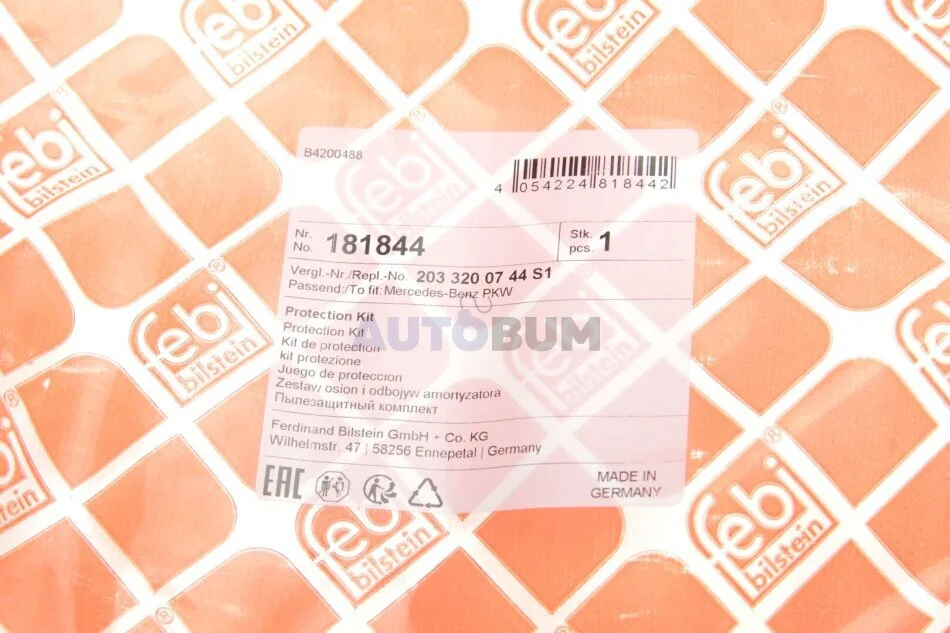 febi
bilstein
B4200488
4 054224 818442
Nr.
No. 181844
Stk.
pcs. 1
Vergl.-Nr./Repl.-No. 203 320 07 44 S1
Passend:/To fit: Mercedes-Benz PKW
Protection Kit
Protection Kit
AUTOBUM
Kit de protection
kit protezione
Juego de protección
Zestaw osłon i odbojów amortyzatora
Пылезащитный комплект
Ferdinand Bilstein GmbH + Co. KG
Wilhelmstr. 47 | 58256 Ennepetal | Germany
EAC
MADE IN
GERMANY